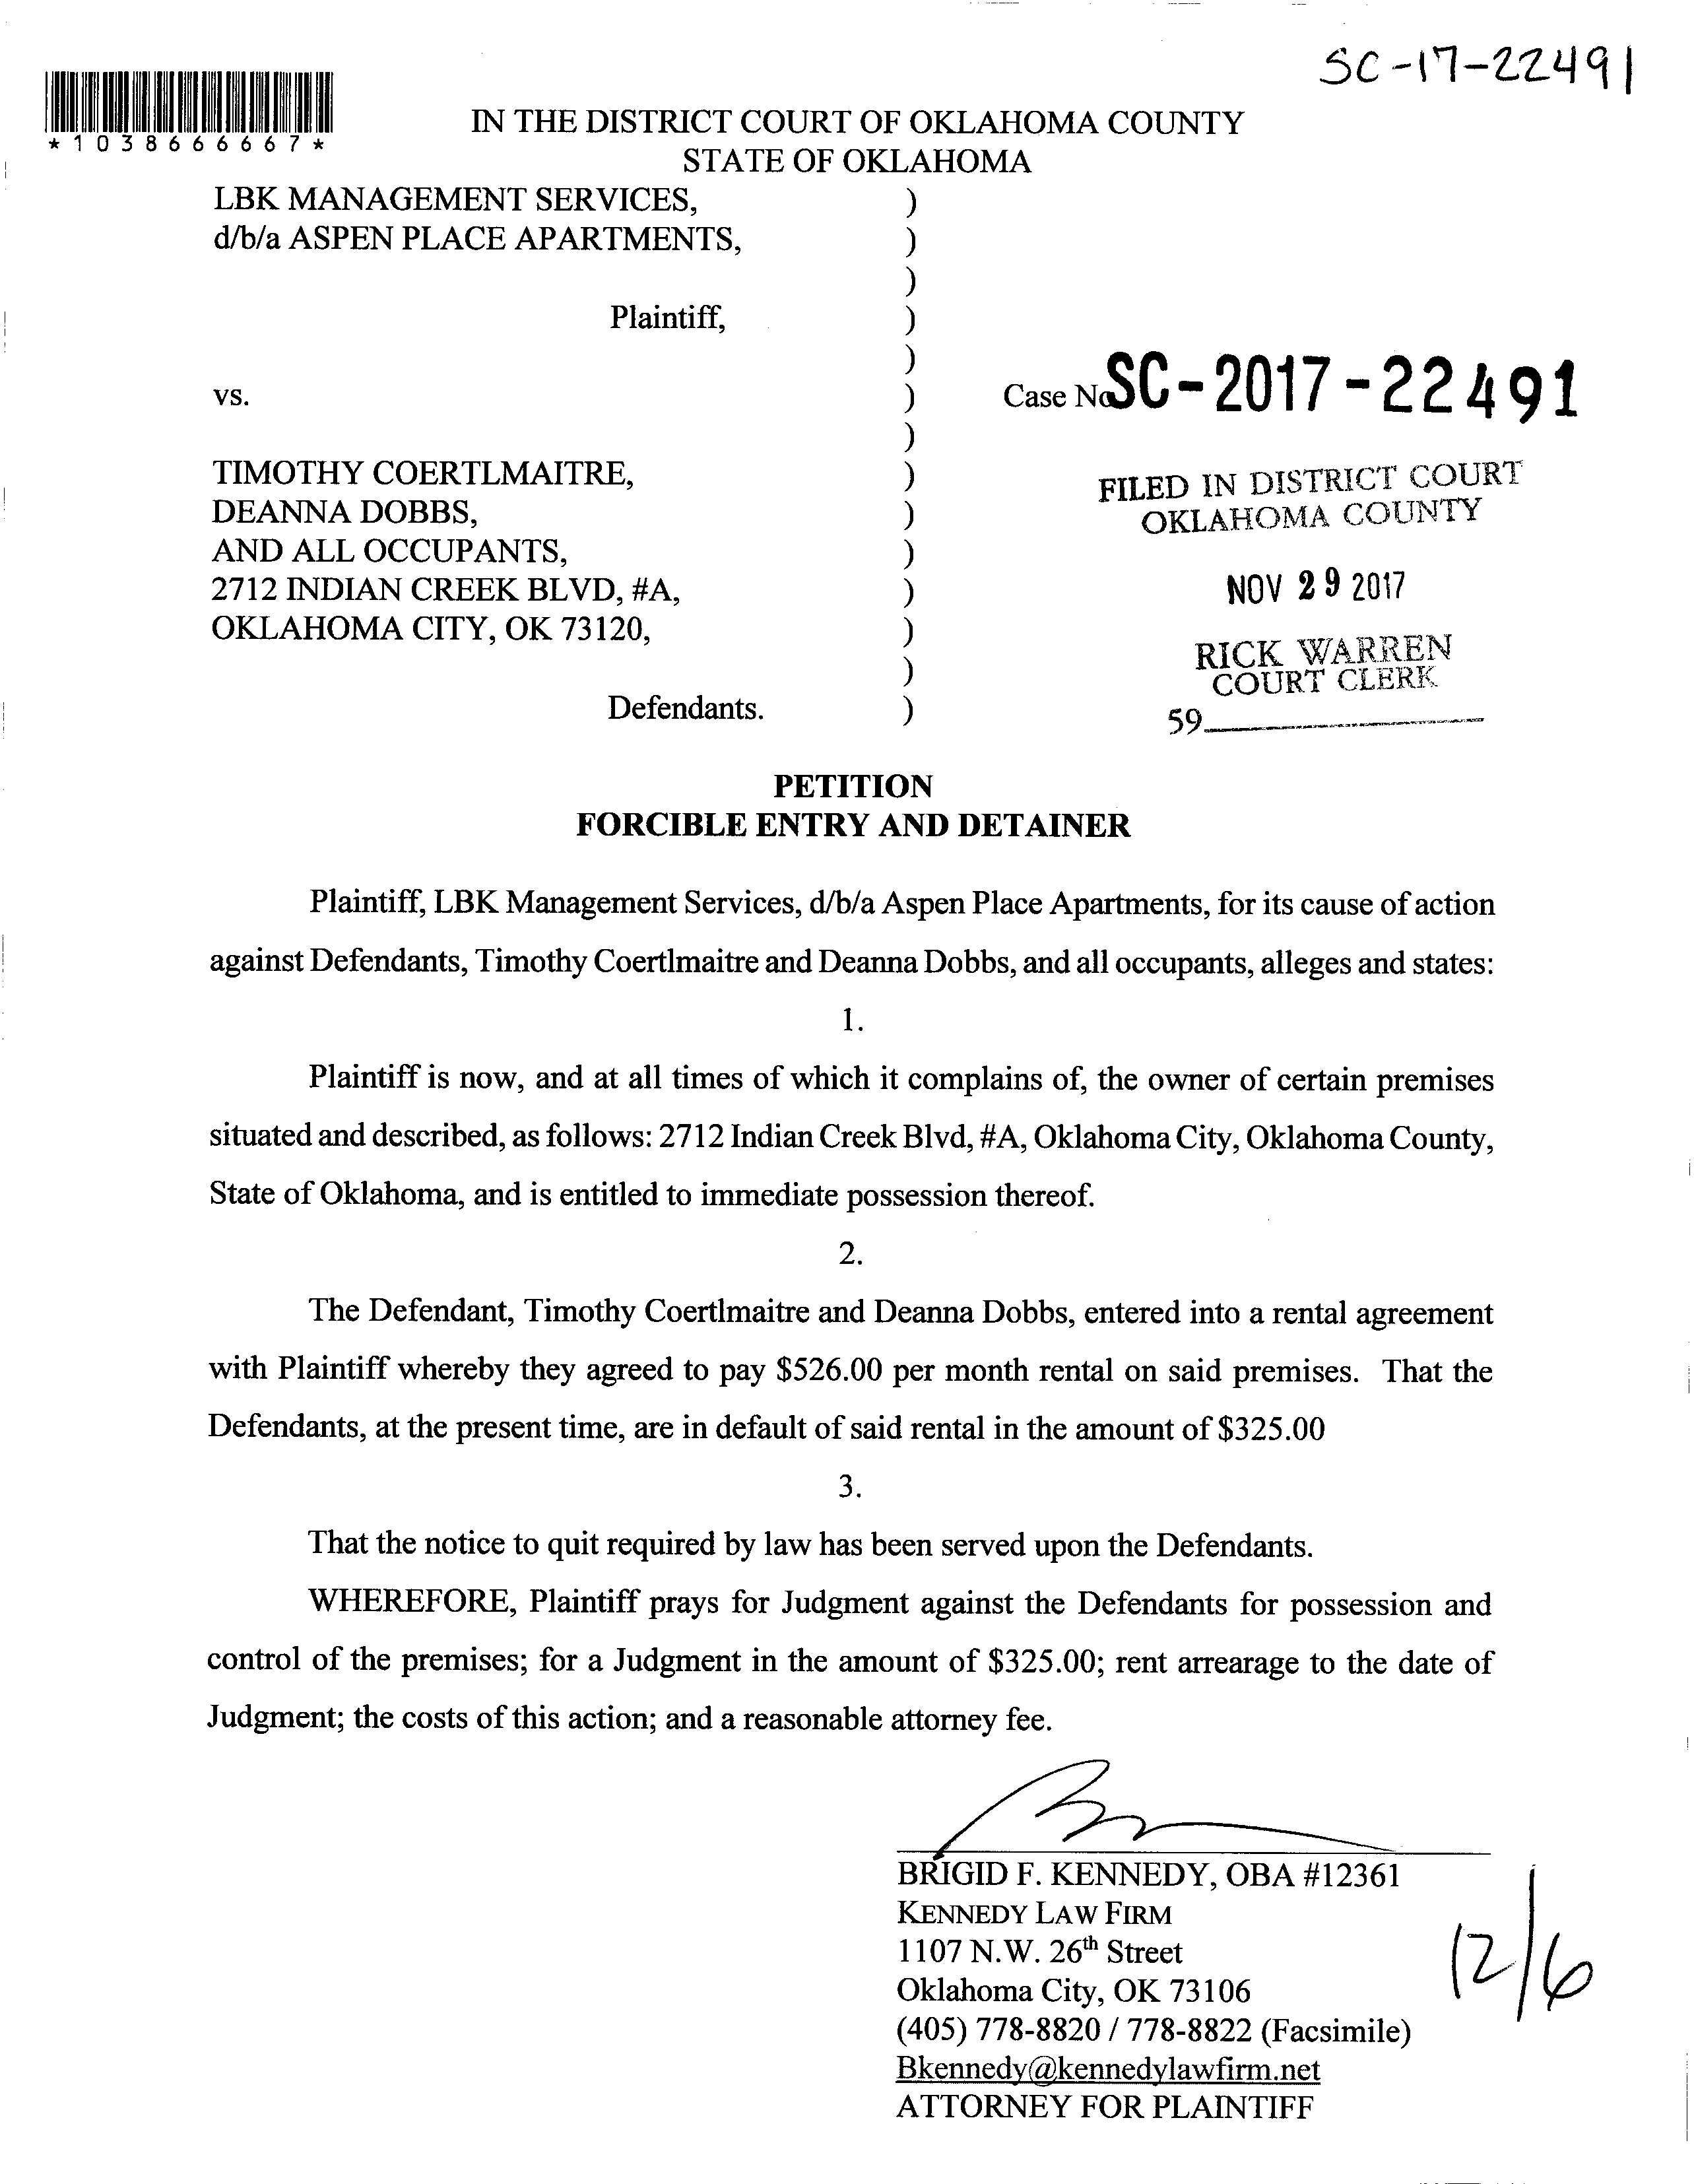 SC-17-22491
*1038666667*
IN THE DISTRICT COURT OF OKLAHOMA COUNTY
STATE OF OKLAHOMA
LBK MANAGEMENT SERVICES, )
d/b/a ASPEN PLACE APARTMENTS, )
)
Plaintiff, )
)
vs. ) Case No SC-2017-22491
)
TIMOTHY COERTLMAITRE, )
DEANNA DOBBS, )
AND ALL OCCUPANTS, )
2712 INDIAN CREEK BLVD, #A, )
OKLAHOMA CITY, OK 73120, )
)
Defendants. )
FILED IN DISTRICT COURT
OKLAHOMA COUNTY
NOV 29 2017
RICK WARREN
COURT CLERK
59
PETITION
FORCIBLE ENTRY AND DETAINER
Plaintiff, LBK Management Services, d/b/a Aspen Place Apartments, for its cause of action
against Defendants, Timothy Coertlmaitre and Deanna Dobbs, and all occupants, alleges and states:
1.
Plaintiff is now, and at all times of which it complains of, the owner of certain premises
situated and described, as follows: 2712 Indian Creek Blvd, #A, Oklahoma City, Oklahoma County,
State of Oklahoma, and is entitled to immediate possession thereof.
2.
The Defendant, Timothy Coertlmaitre and Deanna Dobbs, entered into a rental agreement
with Plaintiff whereby they agreed to pay $526.00 per month rental on said premises. That the
Defendants, at the present time, are in default of said rental in the amount of $325.00
3.
That the notice to quit required by law has been served upon the Defendants.
WHEREFORE, Plaintiff prays for Judgment against the Defendants for possession and
control of the premises; for a Judgment in the amount of $325.00; rent arrearage to the date of
Judgment; the costs of this action; and a reasonable attorney fee.
BRIGID F. KENNEDY, OBA #12361
KENNEDY LAW FIRM
1107 N.W. 26th Street
Oklahoma City, OK 73106
(405) 778-8820 / 778-8822 (Facsimile)
Bkennedy@kennedylawfirm.net
ATTORNEY FOR PLAINTIFF
12/6